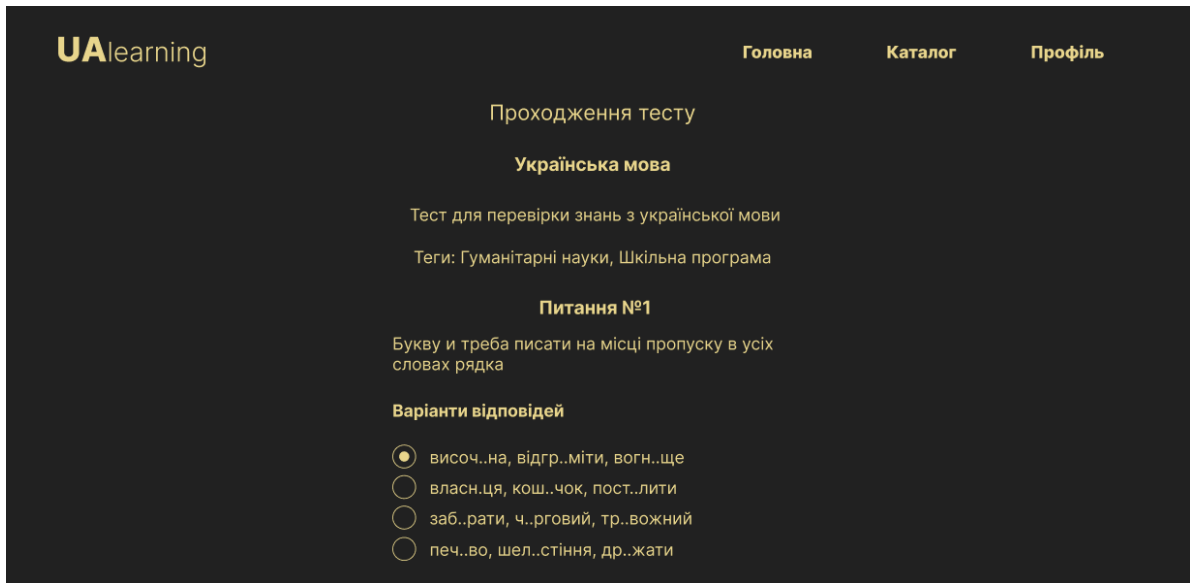 UAlearning
Головна Каталог Профіль
Проходження тесту
Українська мова
Тест для перевірки знань з української мови
Теги: Гуманітарні науки, Шкільна програма
Питання №1
Букву и треба писати на місці пропуску в усіх
словах рядка
Варіанти відповідей
височ..на, відгр..міти, вогн..ще
власн.ця, кош..чок, пост..лити
заб..рати, ч..рговий, тр..вожний
печ..во, шел..стіння, др..жати